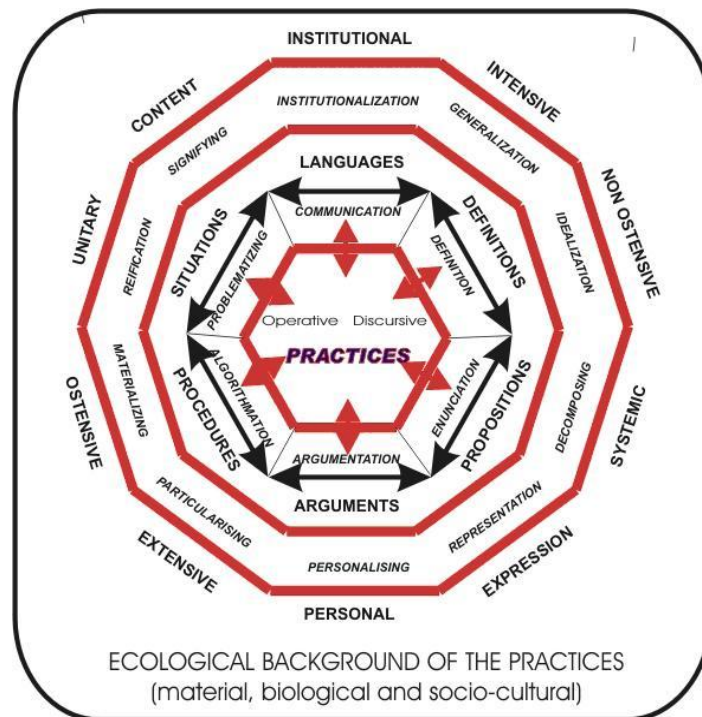 INSTITUTIONAL
CONTENT
INTENSIVE
INSTITUTIONALIZATION
SIGNIFYING
GENERALIZATION
LANGUAGES
UNITARY
NON OSTENSIVE
REIFICATION
SITUATIONS
COMMUNICATION
DEFINITIONS
IDEALIZATION
PROBLEMATIZING
DEFINITION
Operative Discursive
PRACTICES
OSTENSIVE
MATERIALIZING
PROCEDURES
ALGORITHMATION
ENUNCIATION
PROPOSITIONS
DECOMPOSING
SYSTEMIC
ARGUMENTATION
ARGUMENTS
PARTICULARISING
REPRESENTATION
EXTENSIVE
PERSONALISING
EXPRESSION
PERSONAL
ECOLOGICAL BACKGROUND OF THE PRACTICES
(material, biological and socio-cultural)